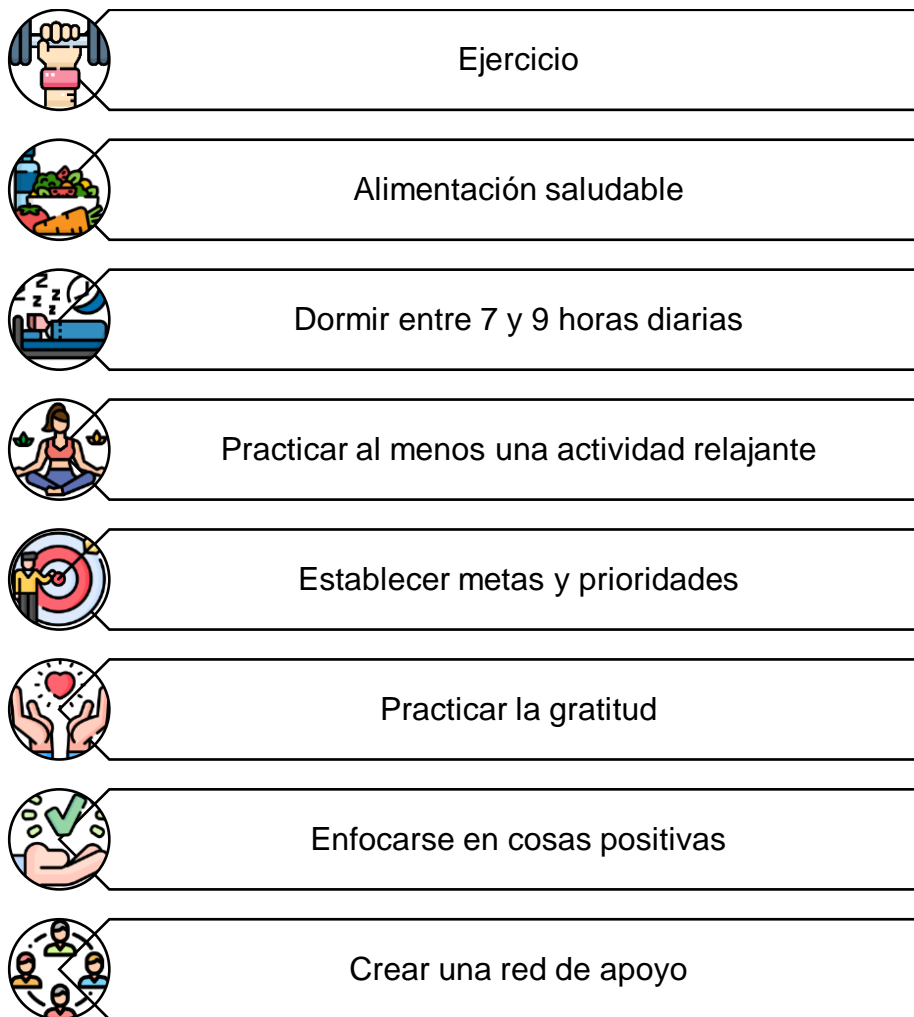 Ejercicio
Alimentación saludable
Dormir entre 7 y 9 horas diarias
Practicar al menos una actividad relajante
Establecer metas y prioridades
Practicar la gratitud
Enfocarse en cosas positivas
Crear una red de apoyo